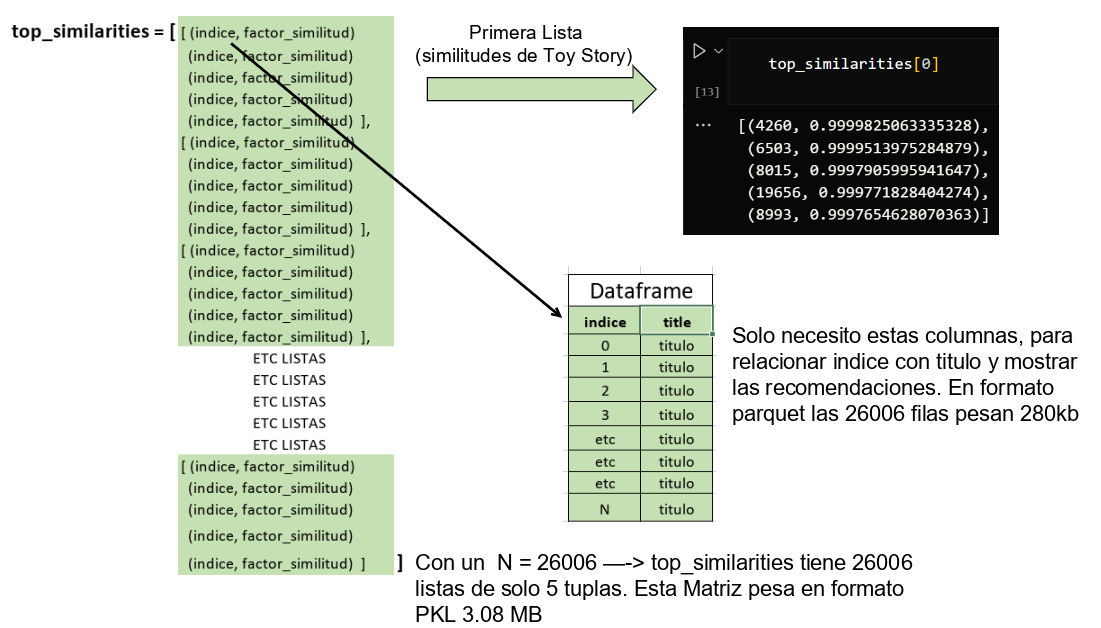 top_similarities = [ [ (indice, factor_similitud)
(indice, factor_similitud)
(indice, factor_similitud)
(indice, factor_similitud)
(indice, factor_similitud) ],
[ (indice, factor_similitud)
(indice, factor_similitud)
(indice, factor_similitud)
(indice, factor_similitud)
(indice, factor_similitud) ],
[ (indice, factor_similitud)
(indice, factor_similitud)
(indice, factor_similitud)
(indice, factor_similitud)
(indice, factor_similitud) ],
ETC LISTAS
ETC LISTAS
ETC LISTAS
ETC LISTAS
ETC LISTAS
[ (indice, factor_similitud)
(indice, factor_similitud)
(indice, factor_similitud)
(indice, factor_similitud)
(indice, factor_similitud) ] ]
Primera Lista
(similitudes de Toy Story)
top_similarities[0]
[13]
... [(4260, 0.9999825063335328),
(6503, 0.9999513975284879),
(8015, 0.9997905995941647),
(19656, 0.999771828404274),
(8993, 0.9997654628070363)]
Dataframe
indice title
0 titulo
1 titulo
2 titulo
3 titulo
etc titulo
etc titulo
etc titulo
N titulo
Solo necesito estas columnas, para
relacionar indice con titulo y mostrar
las recomendaciones. En formato
parquet las 26006 filas pesan 280kb
Con un N = 26006 —-> top_similarities tiene 26006
listas de solo 5 tuplas. Esta Matriz pesa en formato
PKL 3.08 MB